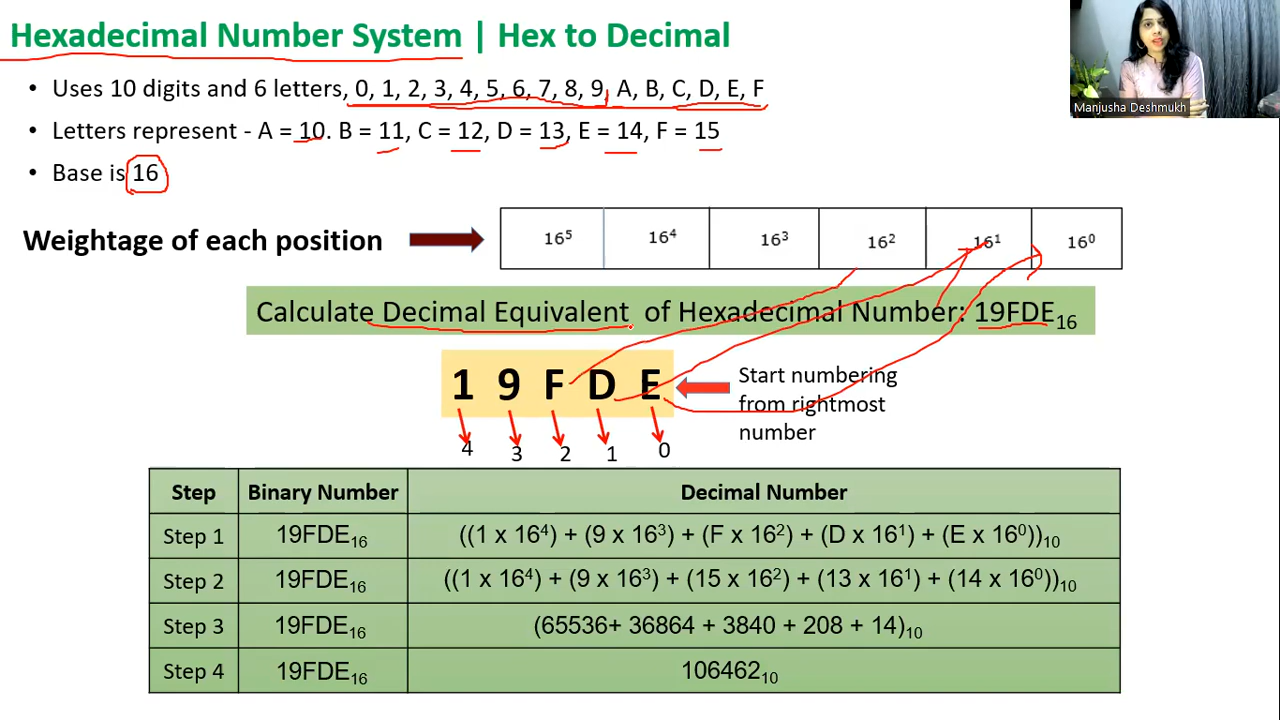 Hexadecimal Number System | Hex to Decimal
Manjusha Deshmukh
• Uses 10 digits and 6 letters, 0, 1, 2, 3, 4, 5, 6, 7, 8, 9, A, B, C, D, E, F
• Letters represent - A = 10. B = 11, C = 12, D = 13, E = 14, F = 15
• Base is 16
Weightage of each position 16⁵ 16⁴ 16³ 16² 16¹ 16⁰
Calculate Decimal Equivalent of Hexadecimal Number: 19FDE₁₆
1 9 F D E
Start numbering
from rightmost
number
4 3 2 1 0
Step Binary Number Decimal Number
Step 1 19FDE₁₆ ((1 x 16⁴) + (9 x 16³) + (F x 16²) + (D x 16¹) + (E x 16⁰))₁₀
Step 2 19FDE₁₆ ((1 x 16⁴) + (9 x 16³) + (15 x 16²) + (13 x 16¹) + (14 x 16⁰))₁₀
Step 3 19FDE₁₆ (65536+ 36864 + 3840 + 208 + 14)₁₀
Step 4 19FDE₁₆ 106462₁₀